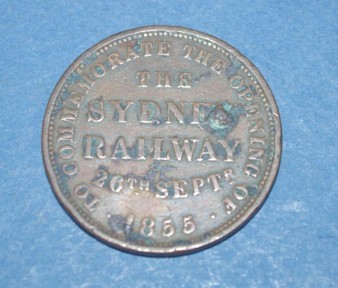 TO COMMEMORATE THE OPENING OF
THE
SYDNEY
RAILWAY
26TH SEPTR
1855